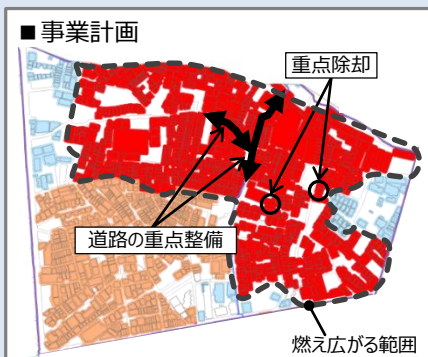 ■事業計画
重点除却
道路の重点整備
燃え広がる範囲